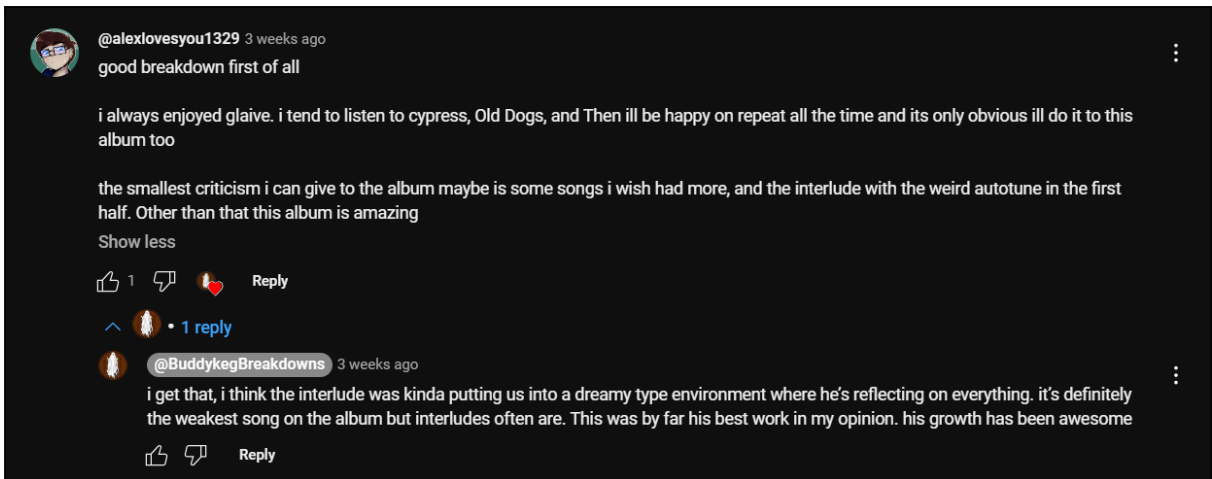 @alexlovesyou1329 3 weeks ago
good breakdown first of all
i always enjoyed glaive. i tend to listen to cypress, Old Dogs, and Then ill be happy on repeat all the time and its only obvious ill do it to this
album too
the smallest criticism i can give to the album maybe is some songs i wish had more, and the interlude with the weird autotune in the first
half. Other than that this album is amazing
Show less
1 Reply
• 1 reply
@BuddykegBreakdowns 3 weeks ago
i get that, i think the interlude was kinda putting us into a dreamy type environment where he’s reflecting on everything. it’s definitely
the weakest song on the album but interludes often are. This was by far his best work in my opinion. his growth has been awesome
Reply